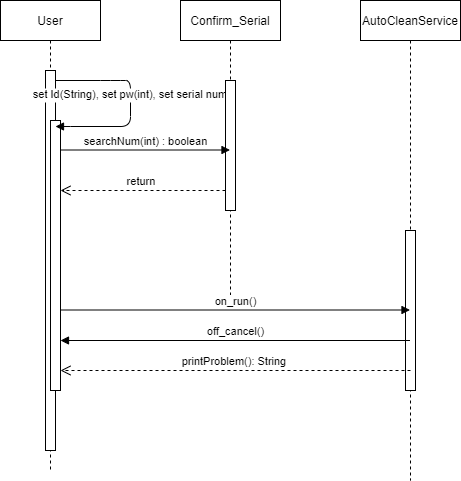 User
Confirm_Serial
AutoCleanService
set Id(String), set pw(int), set serial num
searchNum(int) : boolean
return
on_run()
off_cancel()
printProblem(): String